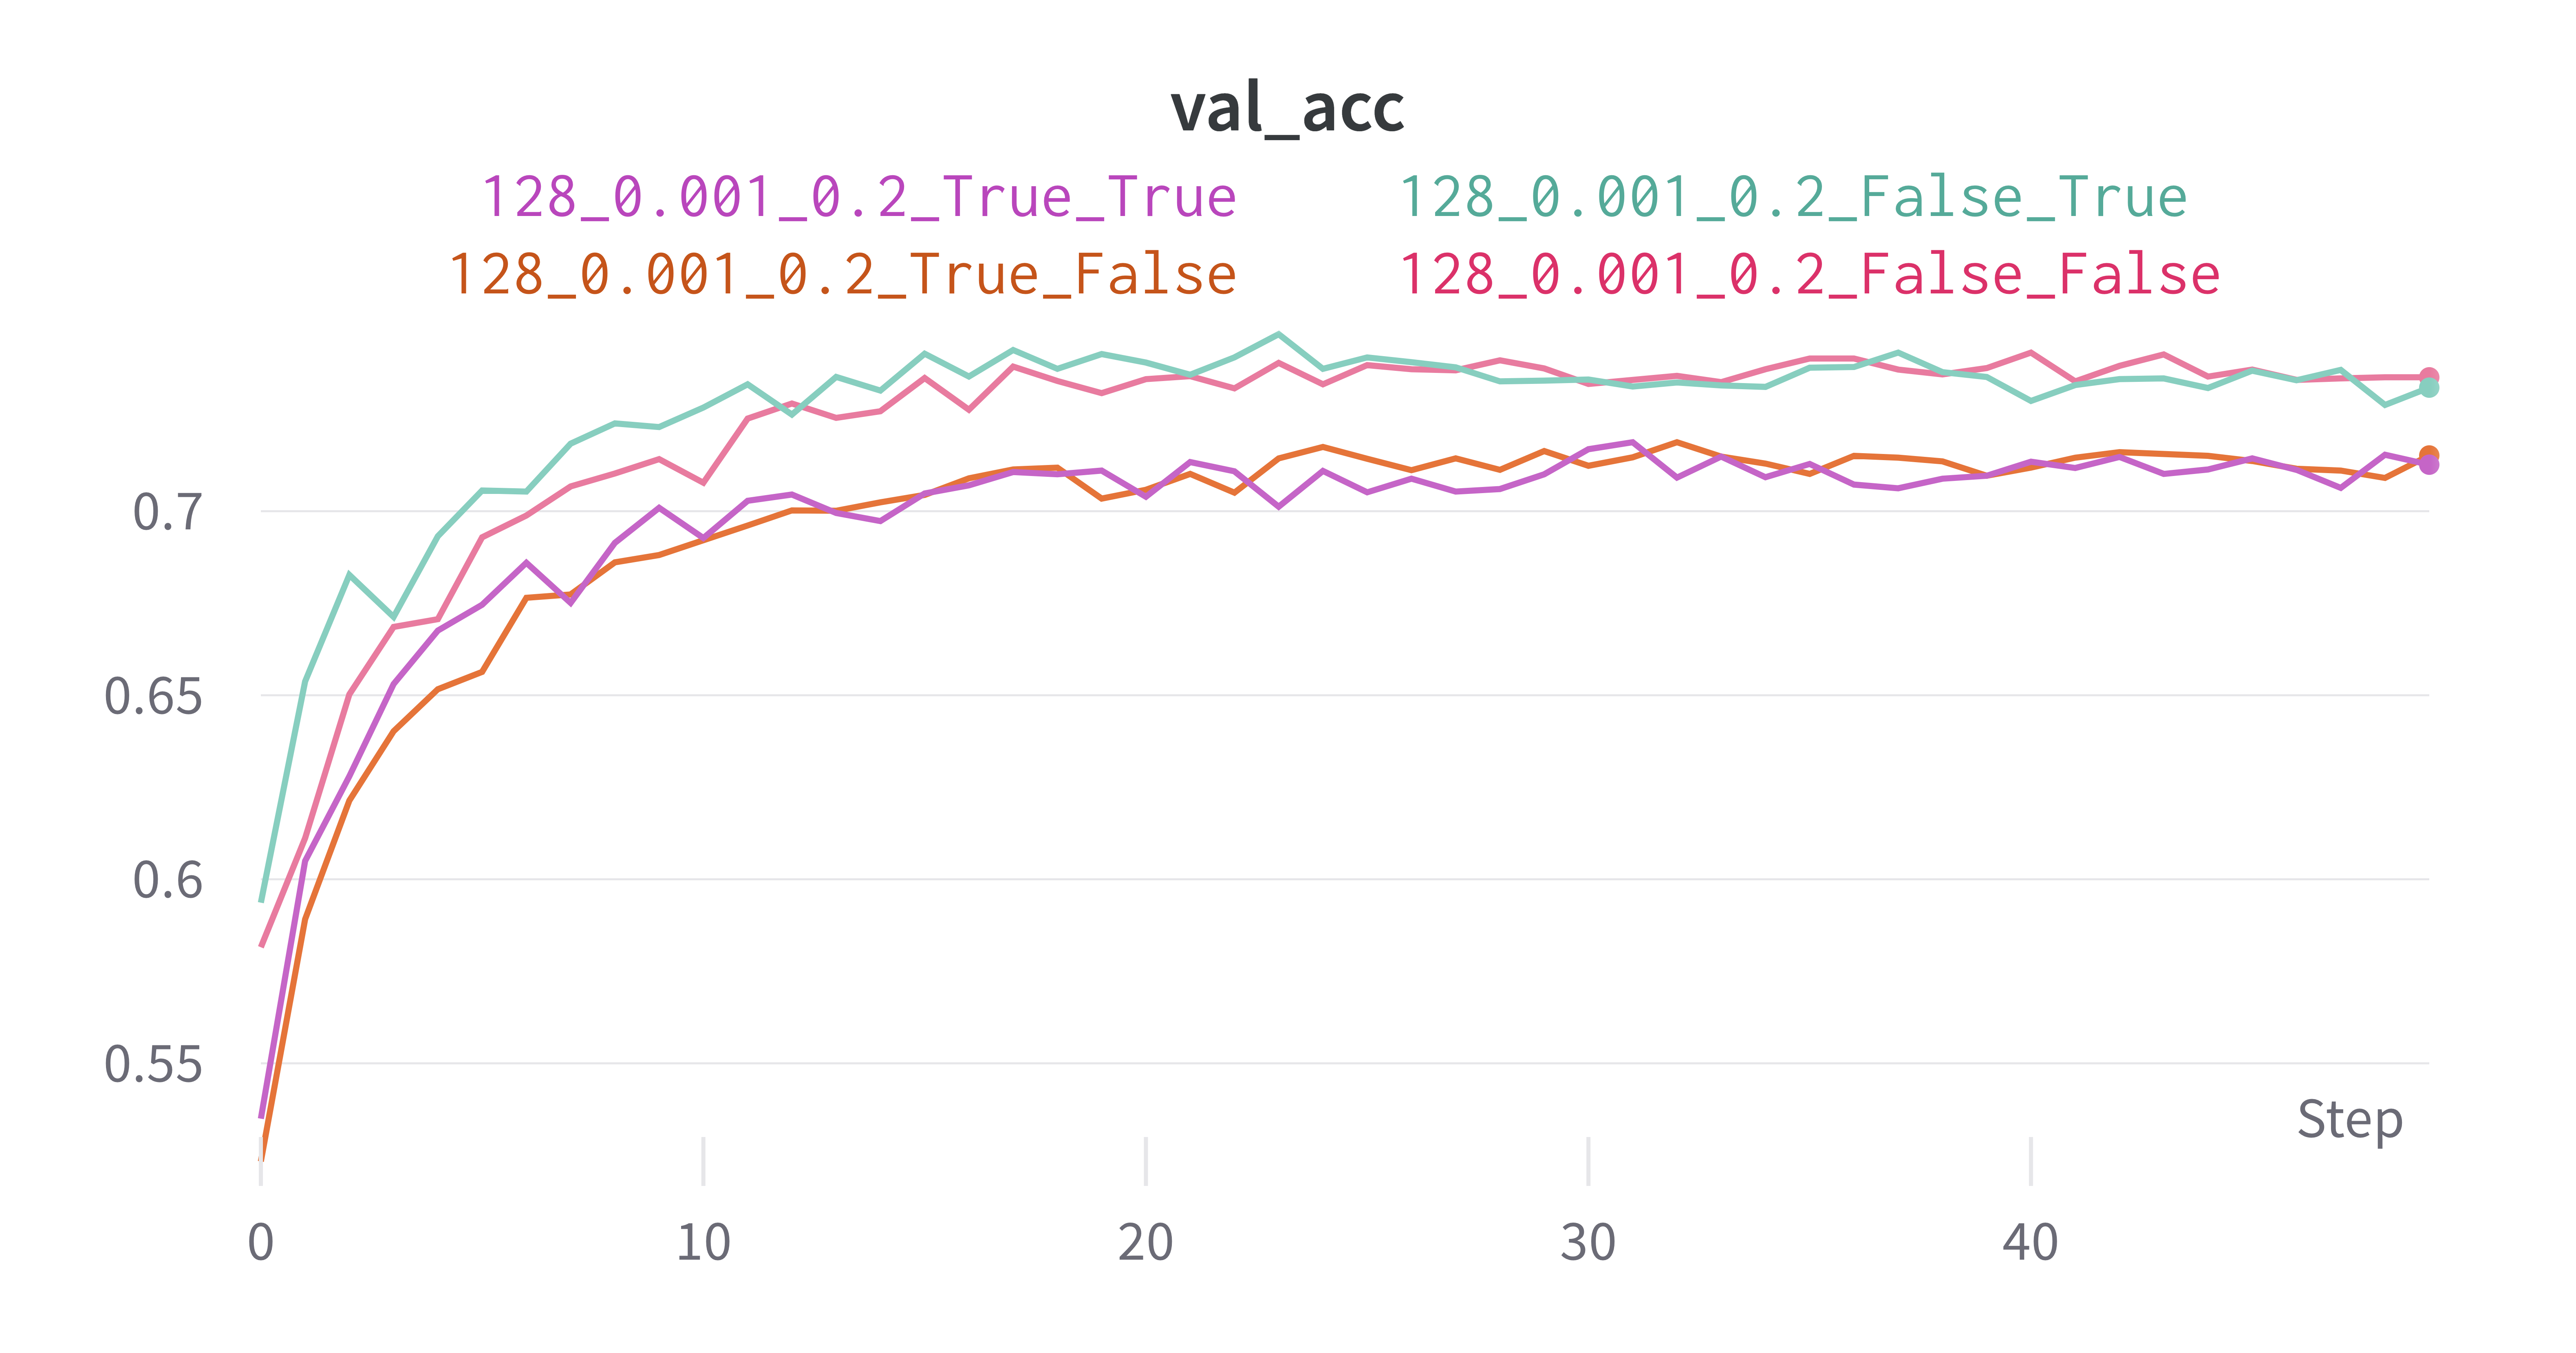 val_acc
128_0.001_0.2_True_True 128_0.001_0.2_False_True
128_0.001_0.2_True_False 128_0.001_0.2_False_False
0.7
0.65
0.6
0.55
Step
0 10 20 30 40